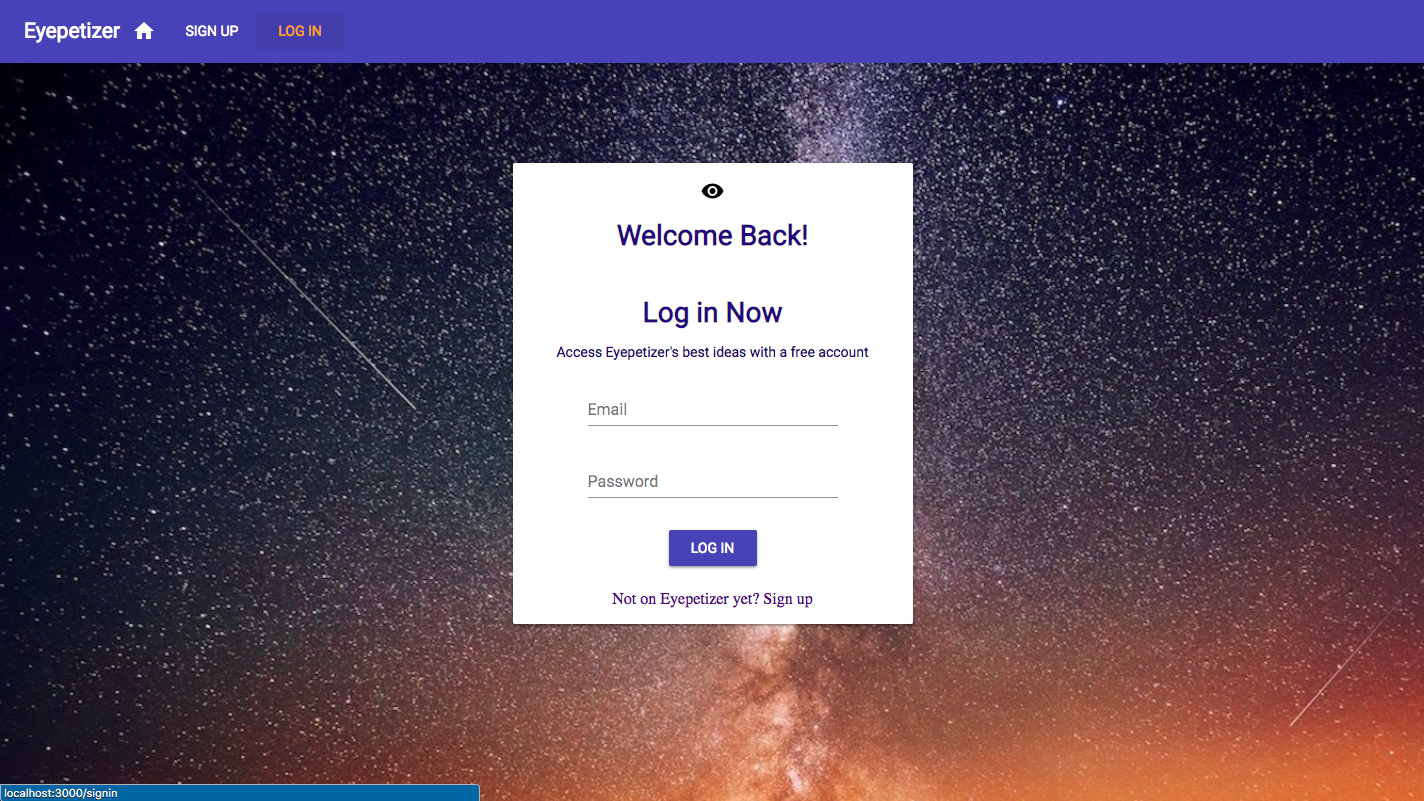 Eyepetizer SIGN UP LOG IN
Welcome Back!
Log in Now
Access Eyepetizer's best ideas with a free account
Email
Password
LOG IN
Not on Eyepetizer yet? Sign up
localhost:3000/signin